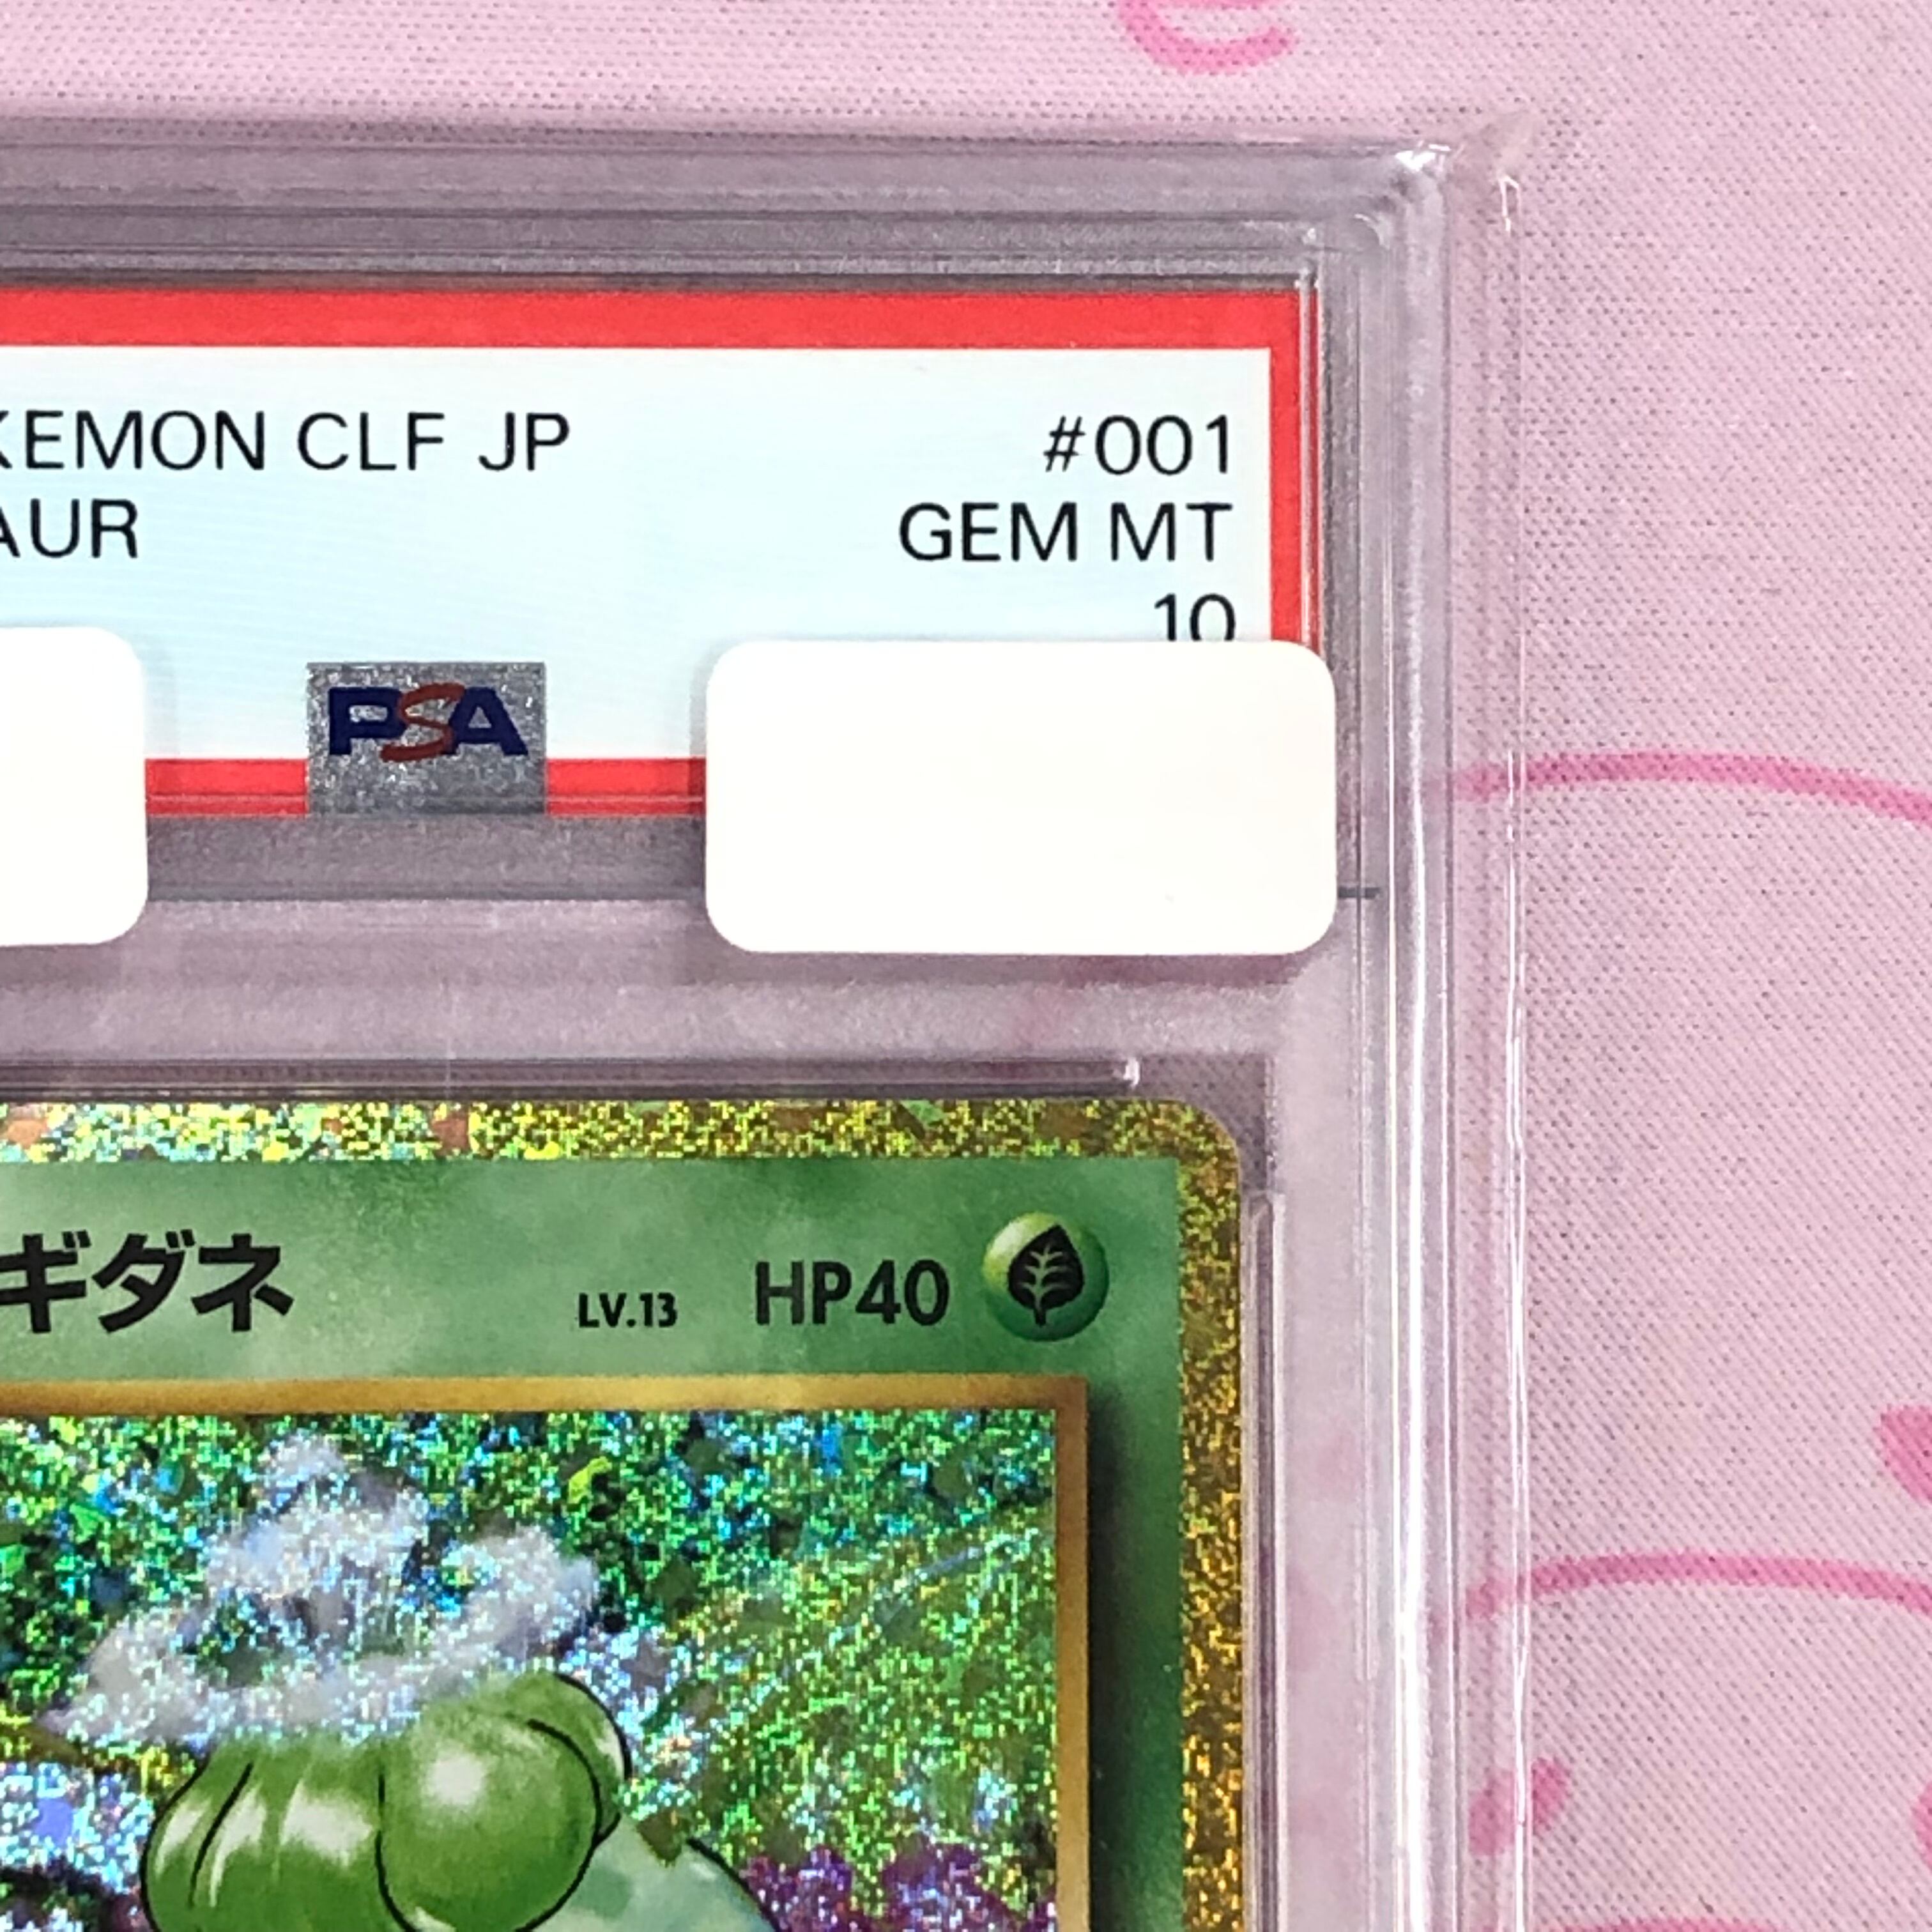 KEMON CLF JP #001
AUR GEM MT
10
PSA
ギダネ LV.13 HP40